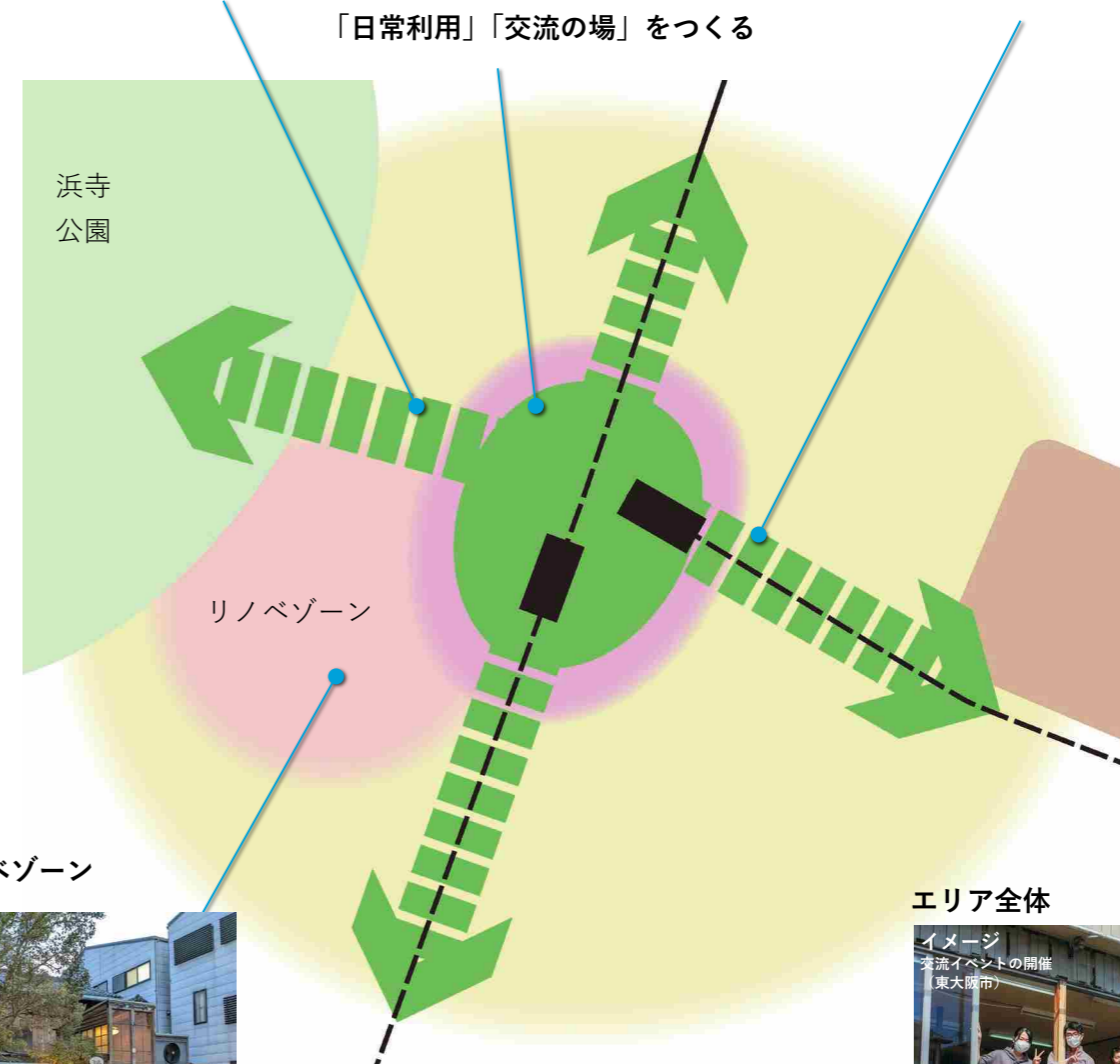 「日常利用」「交流の場」をつくる
浜寺
公園
リノベゾーン
ベゾーン
エリア全体
イメージ
交流イベントの開催
（東大阪市）